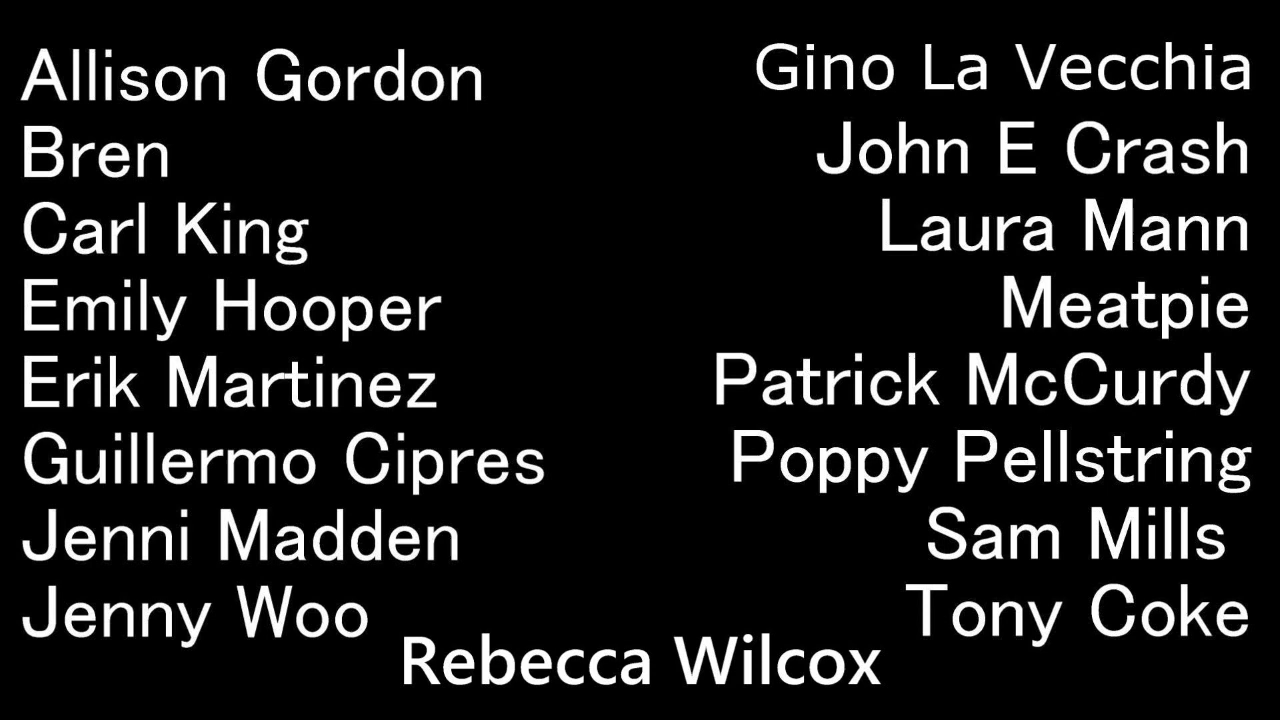 Allison Gordon
Bren
Carl King
Emily Hooper
Erik Martinez
Guillermo Cipres
Jenni Madden
Jenny Woo
Gino La Vecchia
John E Crash
Laura Mann
Meatpie
Patrick McCurdy
Poppy Pellstring
Sam Mills
Tony Coke
Rebecca Wilcox